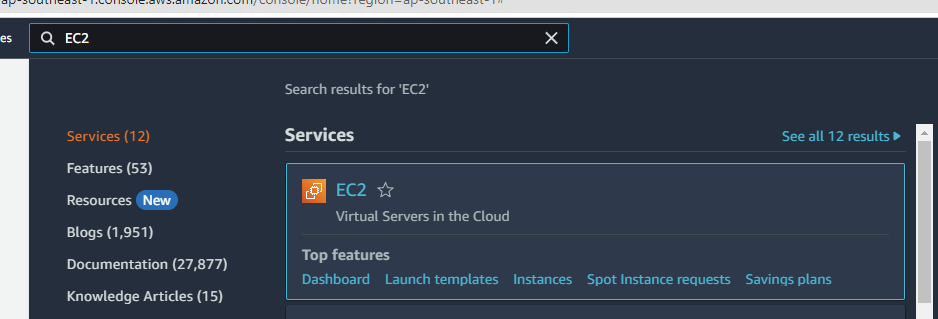 ap-southeast-1.console.aws.amazon.com/console/home?region=ap-southeast-1#
es
EC2
Search results for 'EC2'
Services (12)
Features (53)
Resources New
Blogs (1,951)
Documentation (27,877)
Knowledge Articles (15)
Services
See all 12 results
EC2
Virtual Servers in the Cloud
Top features
Dashboard Launch templates Instances Spot Instance requests Savings plans